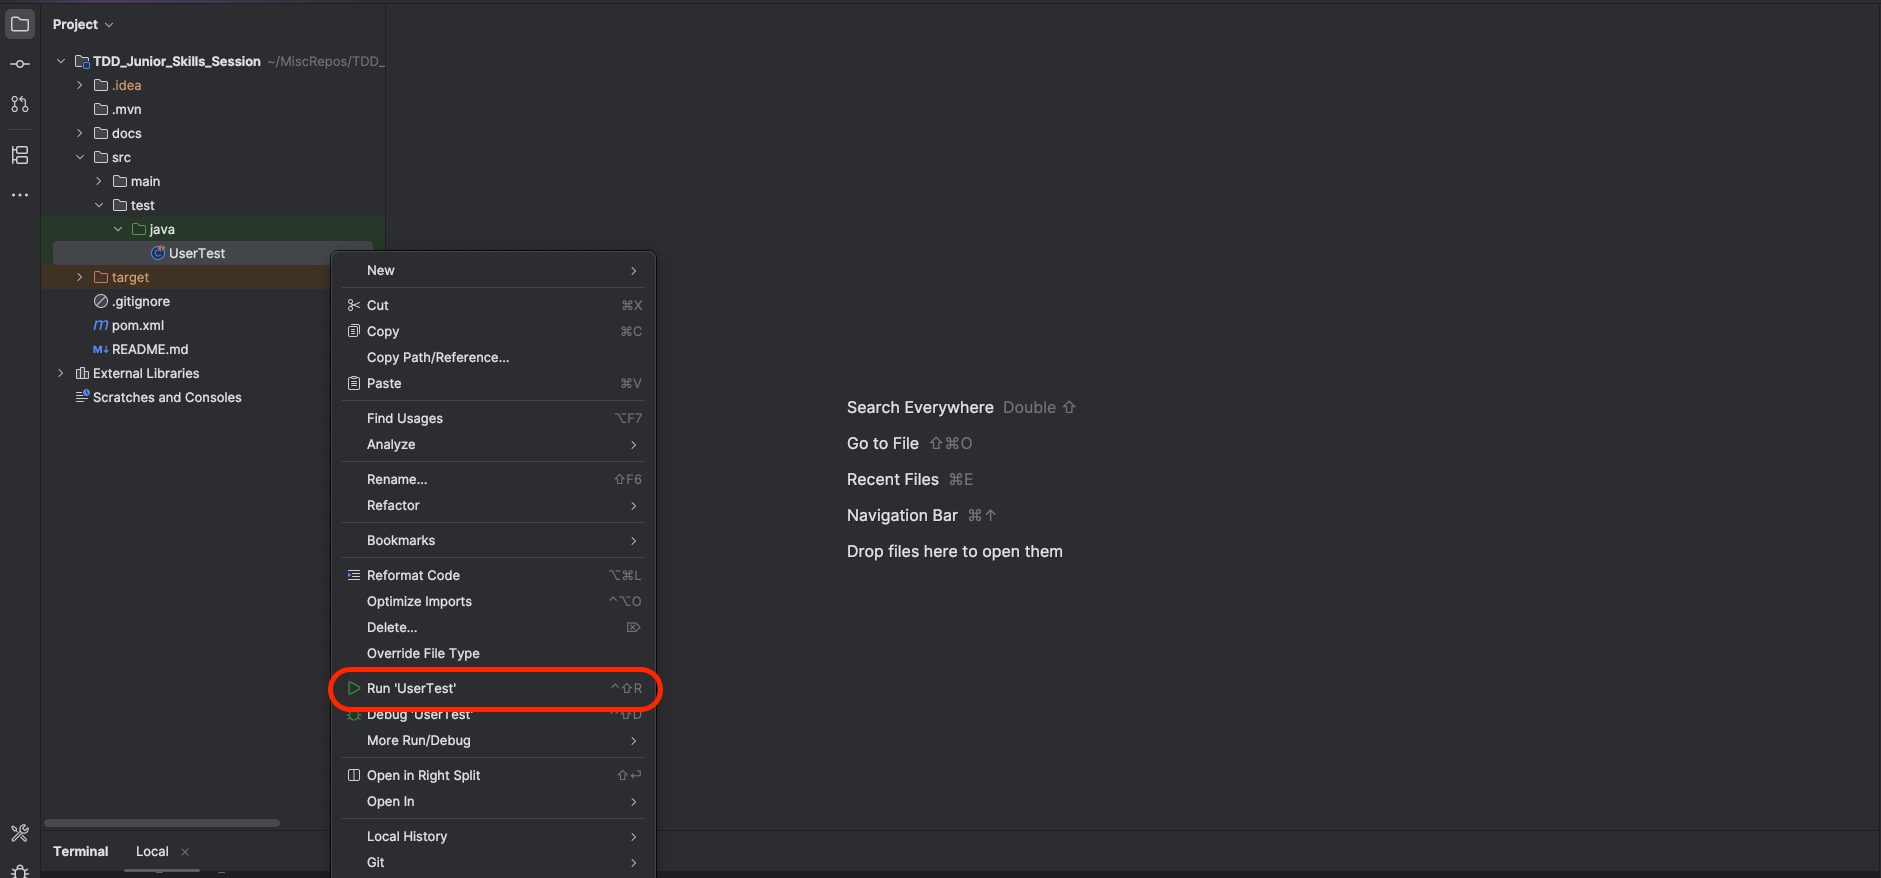 Project
TDD_Junior_Skills_Session ~/MiscRepos/TDD_
.idea
.mvn
docs
src
main
test
java
UserTest
target
.gitignore
m pom.xml
M↓ README.md
External Libraries
Scratches and Consoles
New
Cut ⌘X
Copy ⌘C
Copy Path/Reference...
Paste ⌘V
Find Usages ⌥F7
Analyze
Rename... ⇧F6
Refactor
Bookmarks
Reformat Code ⌥⌘L
Optimize Imports ^⌥O
Delete... ⌦
Override File Type
Run 'UserTest' ^⇧R
Debug 'UserTest' ^⇧D
More Run/Debug
Open in Right Split ⇧⏎
Open In
Local History
Git
Search Everywhere Double ⇧
Go to File ⇧⌘O
Recent Files ⌘E
Navigation Bar ⌘↑
Drop files here to open them
Terminal Local ×